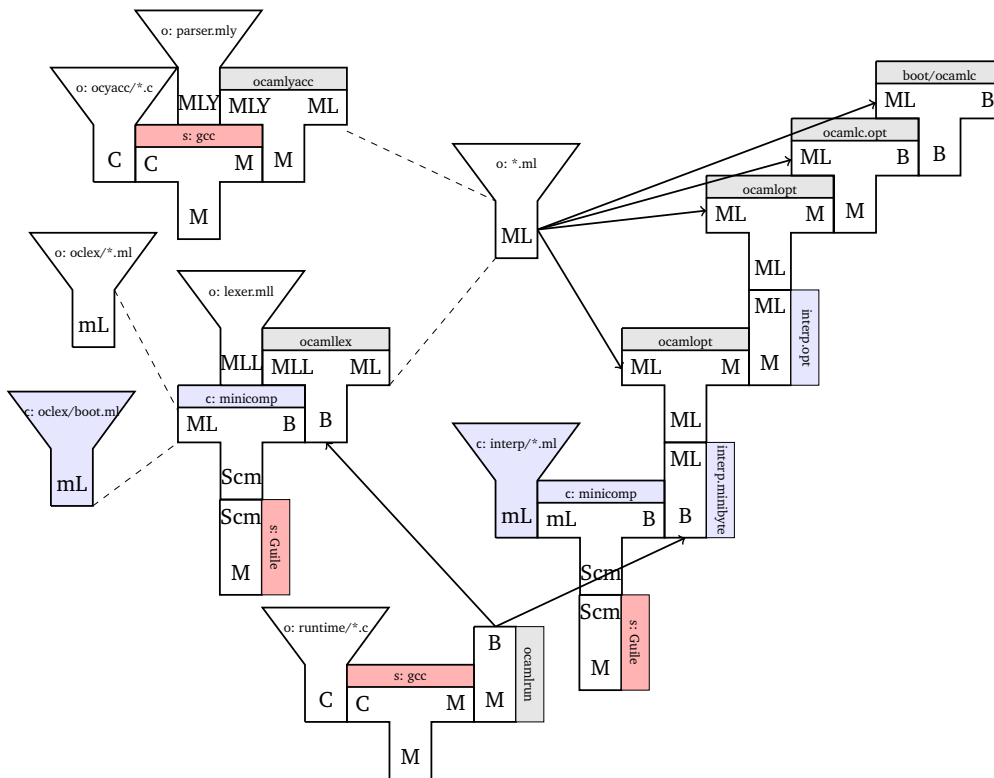 o: parser.mly
o: ocyacc/*.c
ocamlyacc
boot/ocamlc
MLY
MLY
ML
ML
B
s: gcc
ocamlc.opt
C
C
M
M
o: *.ml
ML
B
B
ocamlopt
M
ML
M
M
ML
o: oclex/*.ml
ML
o: lexer.mll
mL
ML
interp.opt
ocamllex
ocamlopt
MLL
MLL
ML
ML
M
M
c: minicomp
c: oclex/boot.ml
ML
B
B
ML
c: interp/*.ml
ML
interp.minibyte
Scm
mL
c: minicomp
Scm
s: Guile
mL
mL
B
B
M
Scm
Scm
s: Guile
o: runtime/*.c
B
ocamlrun
M
s: gcc
C
C
M
M
M